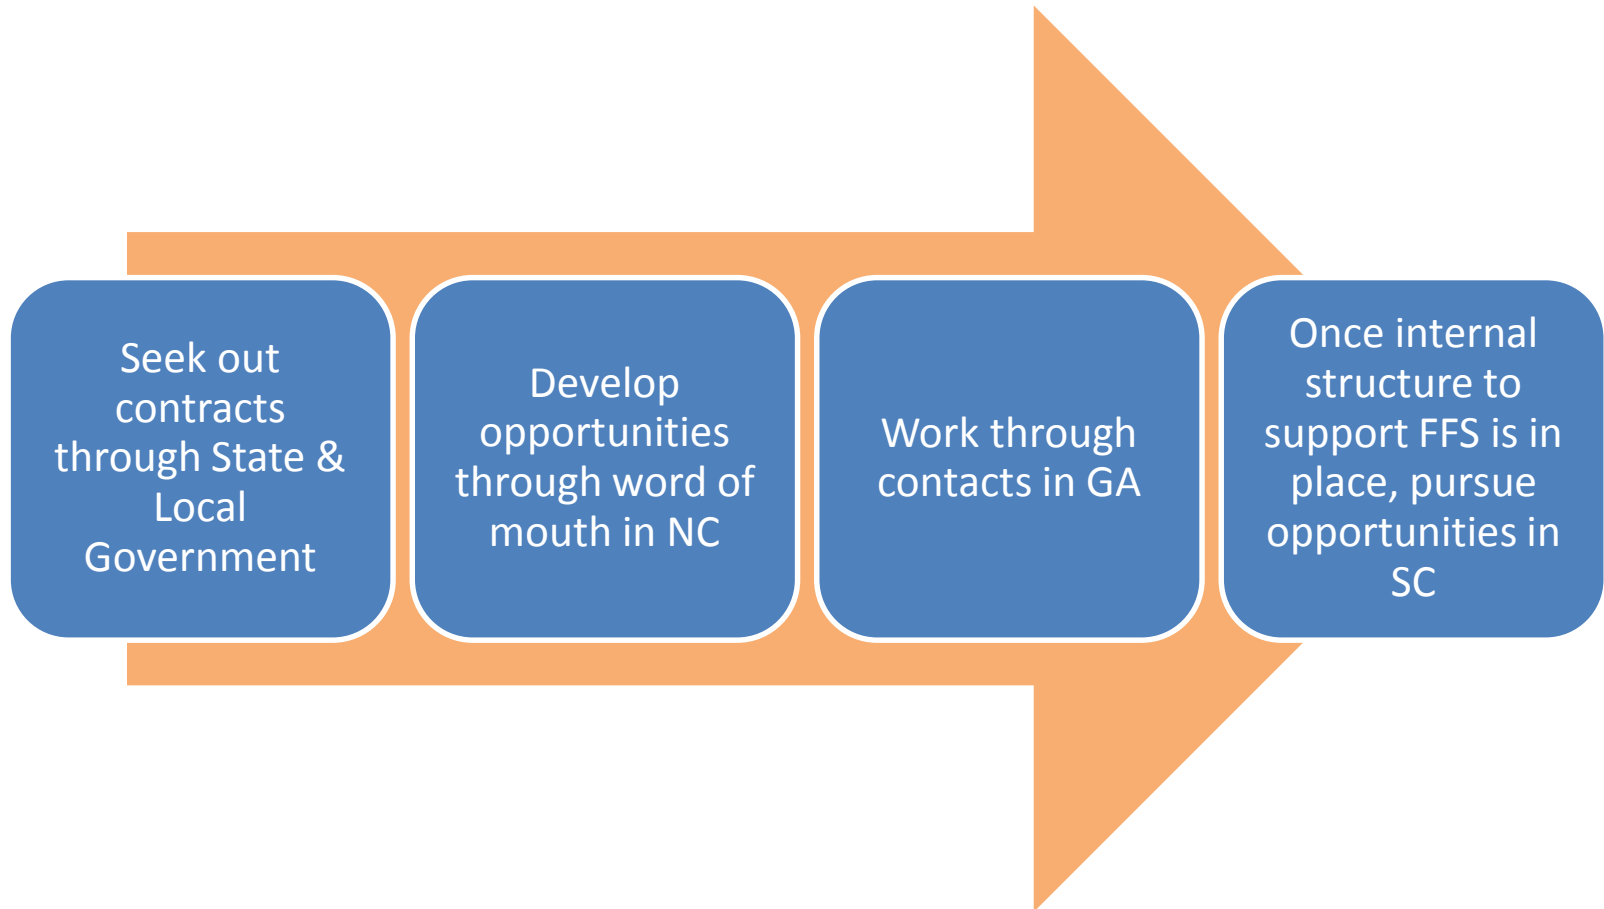 Seek out
contracts
through State &
Local
Government
Develop
opportunities
through word of
mouth in NC
Work through
contacts in GA
Once internal
structure to
support FFS is in
place, pursue
opportunities in
SC